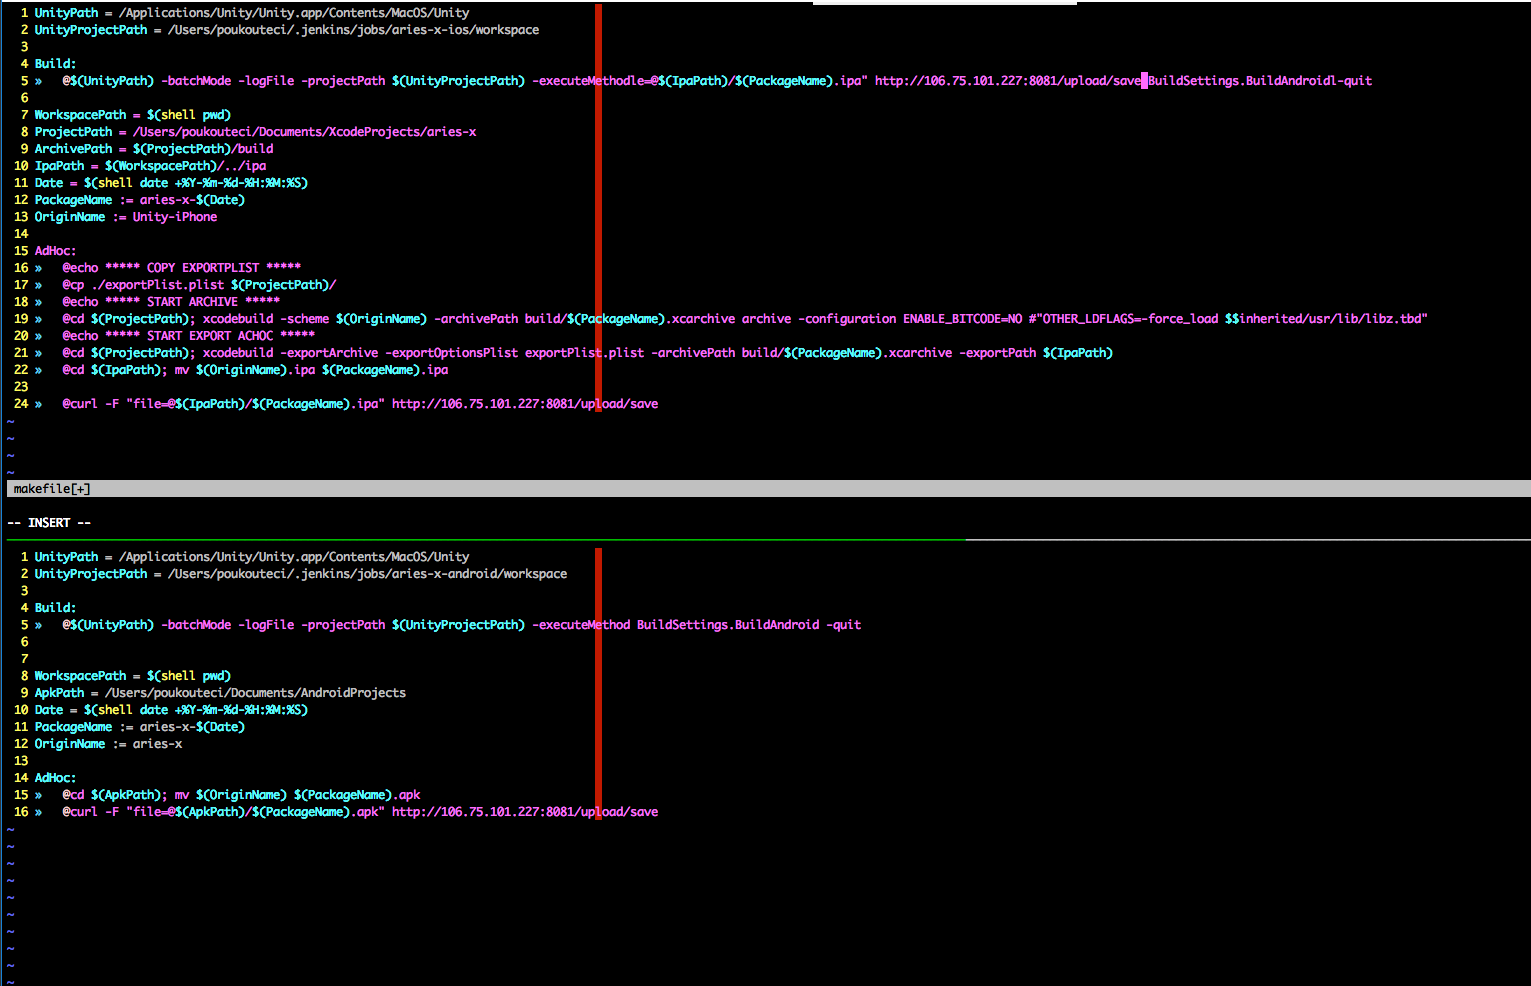 1 UnityPath = /Applications/Unity/Unity.app/Contents/MacOS/Unity
2 UnityProjectPath = /Users/poukouteci/.jenkins/jobs/aries-x-ios/workspace
3
4 Build:
5 »   @$(UnityPath) -batchMode -logFile -projectPath $(UnityProjectPath) -executeMethodle=@$(IpaPath)/$(PackageName).ipa" http://106.75.101.227:8081/upload/save BuildSettings.BuildAndroidl-quit
6
7 WorkspacePath = $(shell pwd)
8 ProjectPath = /Users/poukouteci/Documents/XcodeProjects/aries-x
9 ArchivePath = $(ProjectPath)/build
10 IpaPath = $(WorkspacePath)/../ipa
11 Date = $(shell date +%Y-%m-%d-%H:%M:%S)
12 PackageName := aries-x-$(Date)
13 OriginName := Unity-iPhone
14
15 AdHoc:
16 »   @echo ***** COPY EXPORTPLIST *****
17 »   @cp ./exportPlist.plist $(ProjectPath)/
18 »   @echo ***** START ARCHIVE *****
19 »   @cd $(ProjectPath); xcodebuild -scheme $(OriginName) -archivePath build/$(PackageName).xcarchive archive -configuration ENABLE_BITCODE=NO #"OTHER_LDFLAGS=-force_load $$inherited/usr/lib/libz.tbd"
20 »   @echo ***** START EXPORT ACHOC *****
21 »   @cd $(ProjectPath); xcodebuild -exportArchive -exportOptionsPlist exportPlist.plist -archivePath build/$(PackageName).xcarchive -exportPath $(IpaPath)
22 »   @cd $(IpaPath); mv $(OriginName).ipa $(PackageName).ipa
23
24 »   @curl -F "file=@$(IpaPath)/$(PackageName).ipa" http://106.75.101.227:8081/upload/save
~
~
~
~
makefile[+]
-- INSERT --
1 UnityPath = /Applications/Unity/Unity.app/Contents/MacOS/Unity
2 UnityProjectPath = /Users/poukouteci/.jenkins/jobs/aries-x-android/workspace
3
4 Build:
5 »   @$(UnityPath) -batchMode -logFile -projectPath $(UnityProjectPath) -executeMethod BuildSettings.BuildAndroid -quit
6
7
8 WorkspacePath = $(shell pwd)
9 ApkPath = /Users/poukouteci/Documents/AndroidProjects
10 Date = $(shell date +%Y-%m-%d-%H:%M:%S)
11 PackageName := aries-x-$(Date)
12 OriginName := aries-x
13
14 AdHoc:
15 »   @cd $(ApkPath); mv $(OriginName) $(PackageName).apk
16 »   @curl -F "file=@$(ApkPath)/$(PackageName).apk" http://106.75.101.227:8081/upload/save
~
~
~
~
~
~
~
~
~
~